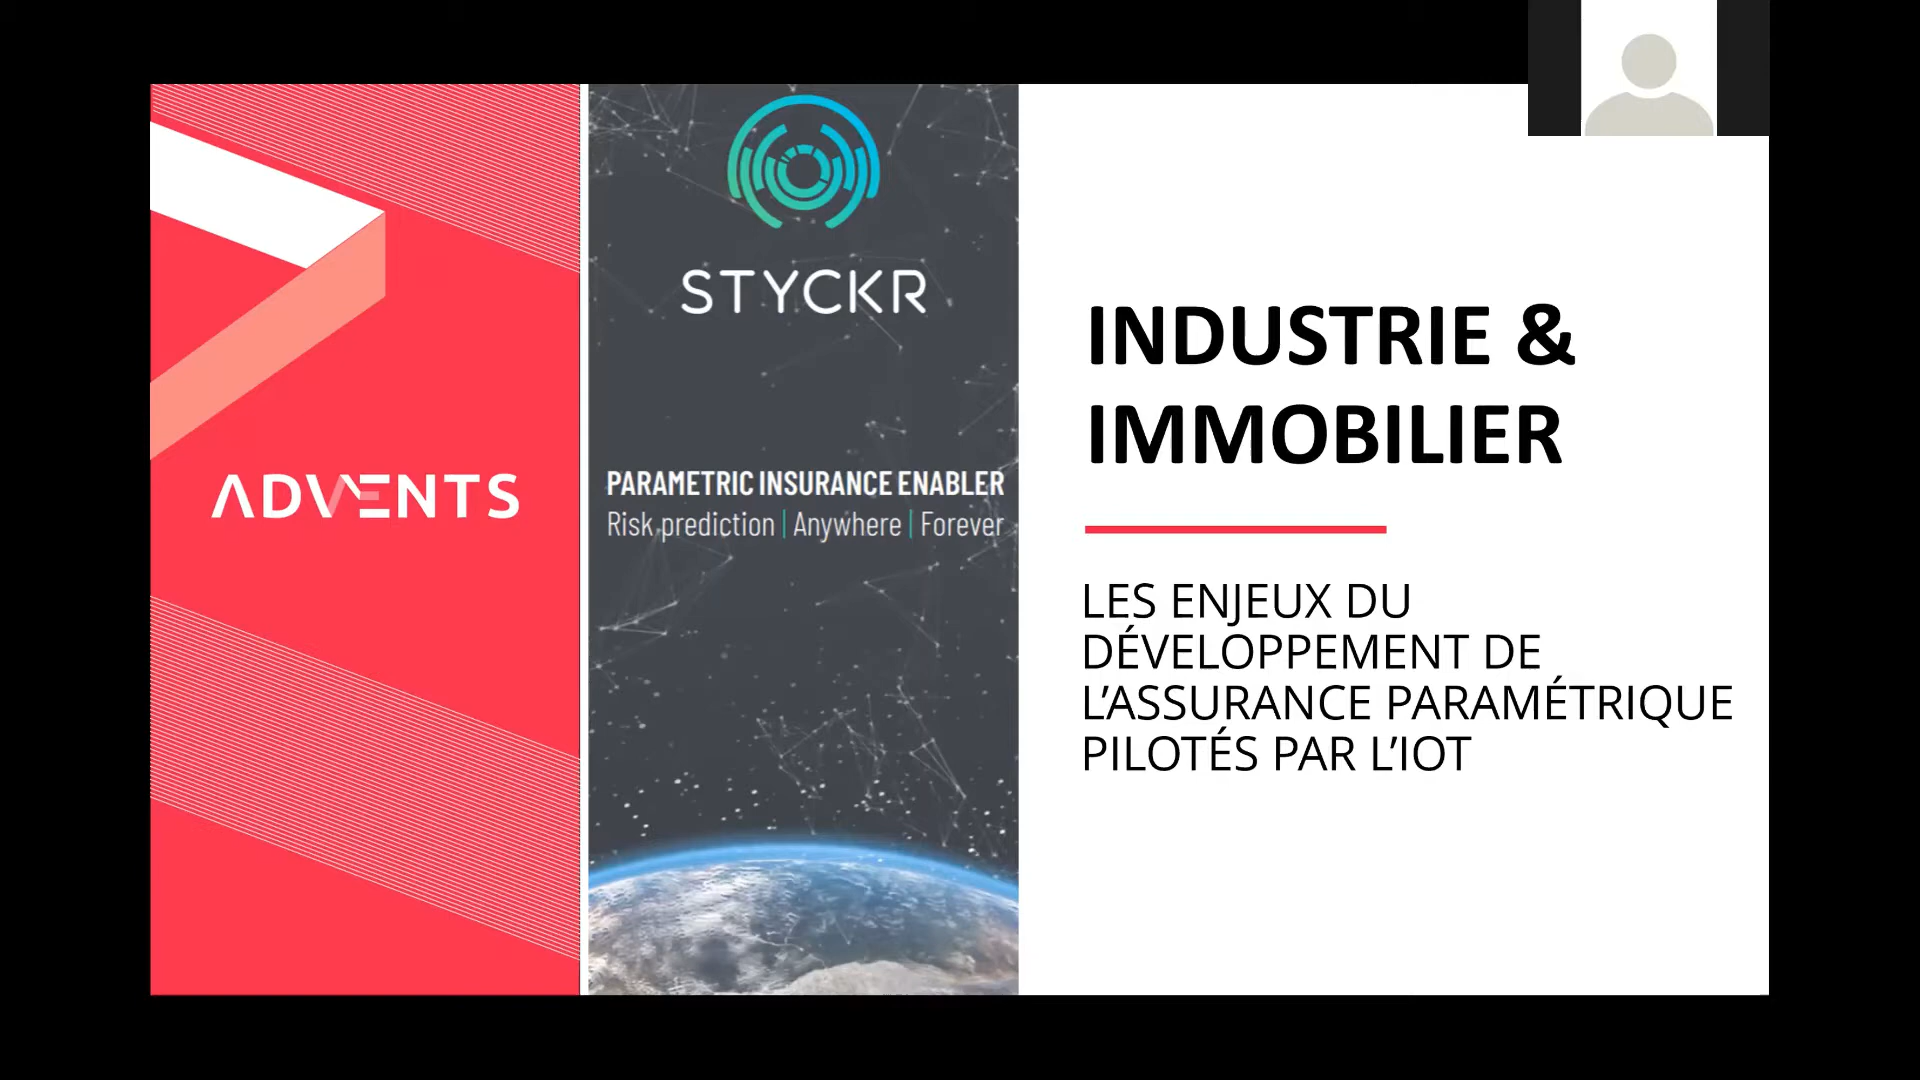 ADVENTS
STYCKR
PARAMETRIC INSURANCE ENABLER
Risk prediction | Anywhere | Forever
INDUSTRIE &
IMMOBILIER
LES ENJEUX DU
DÉVELOPPEMENT DE
L’ASSURANCE PARAMÉTRIQUE
PILOTÉS PAR L’IOT